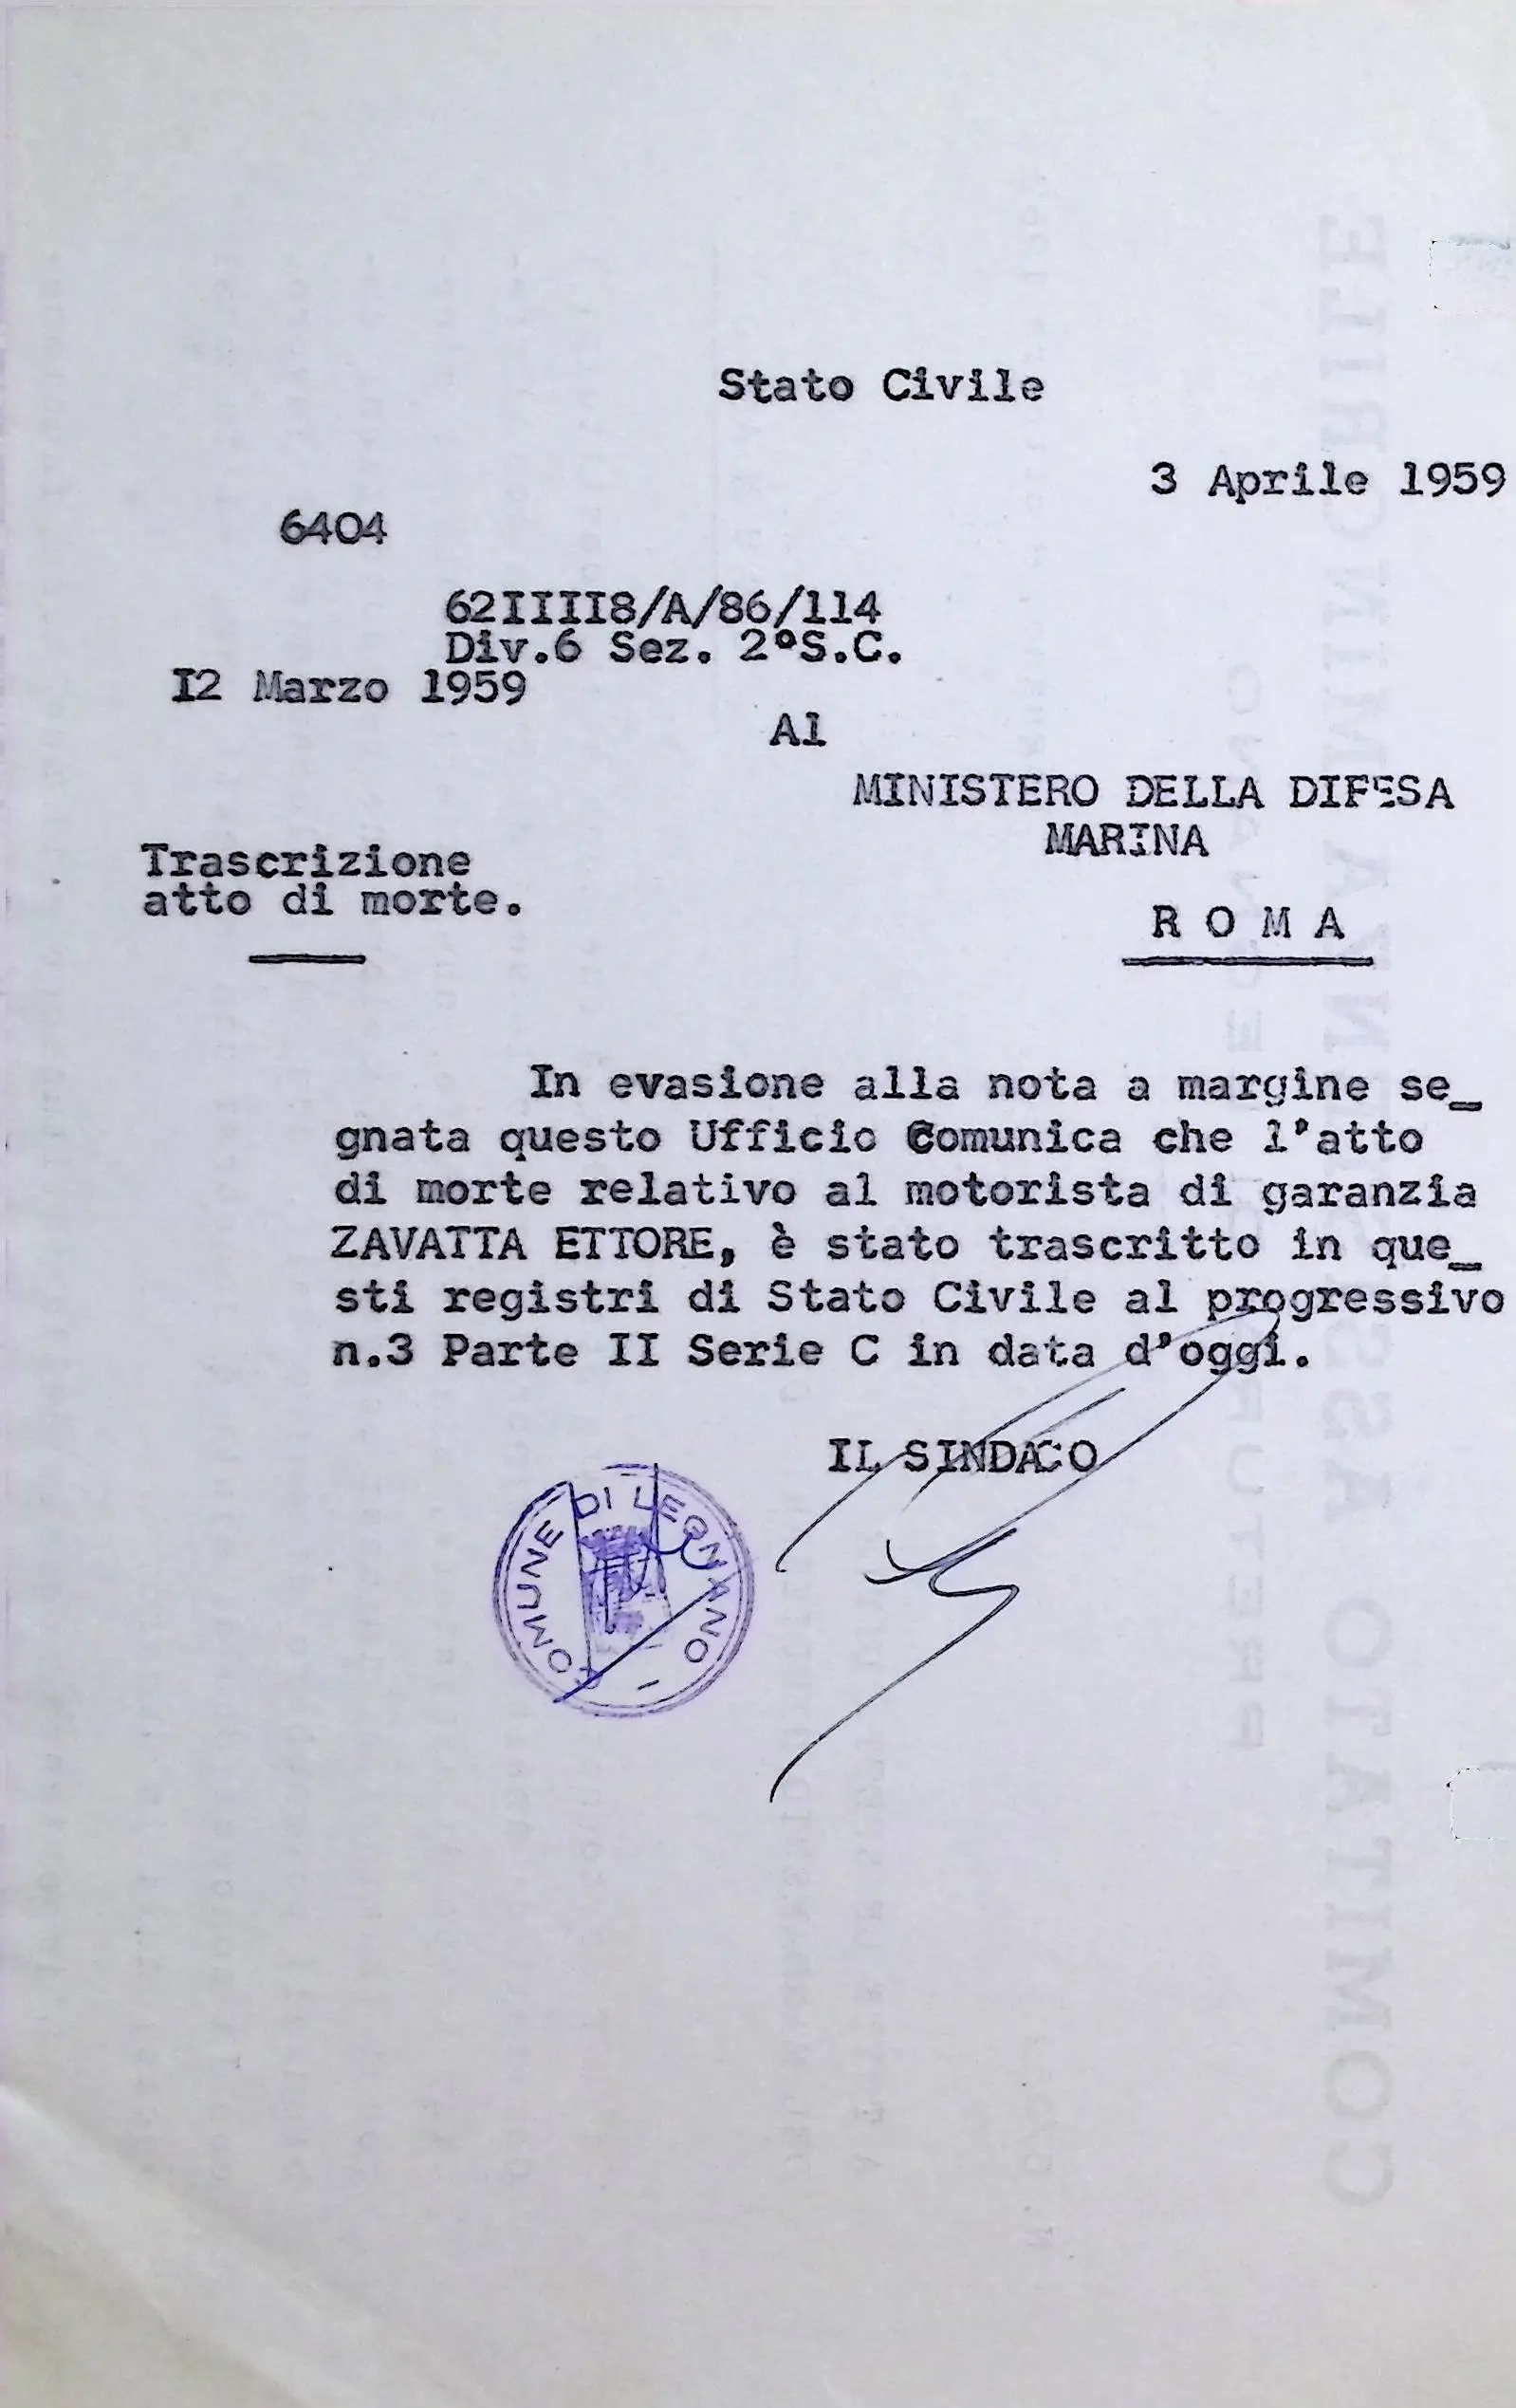 Stato Civile
3 Aprile 1959
6404
62IIII8/A/86/114
Div.6 Sez. 2°S.C.
I2 Marzo 1959
Al
MINISTERO DELLA DIFESA
MARINA
Trascrizione
atto di morte.
R O M A
In evasione alla nota a margine se_
gnata questo Ufficio Comunica che l'atto
di morte relativo al motorista di garanzia
ZAVATTA ETTORE, è stato trascritto in que_
sti registri di Stato Civile al progressivo
n.3 Parte II Serie C in data d'oggi.
IL SINDACO
COMUNE DI LEGNANO -